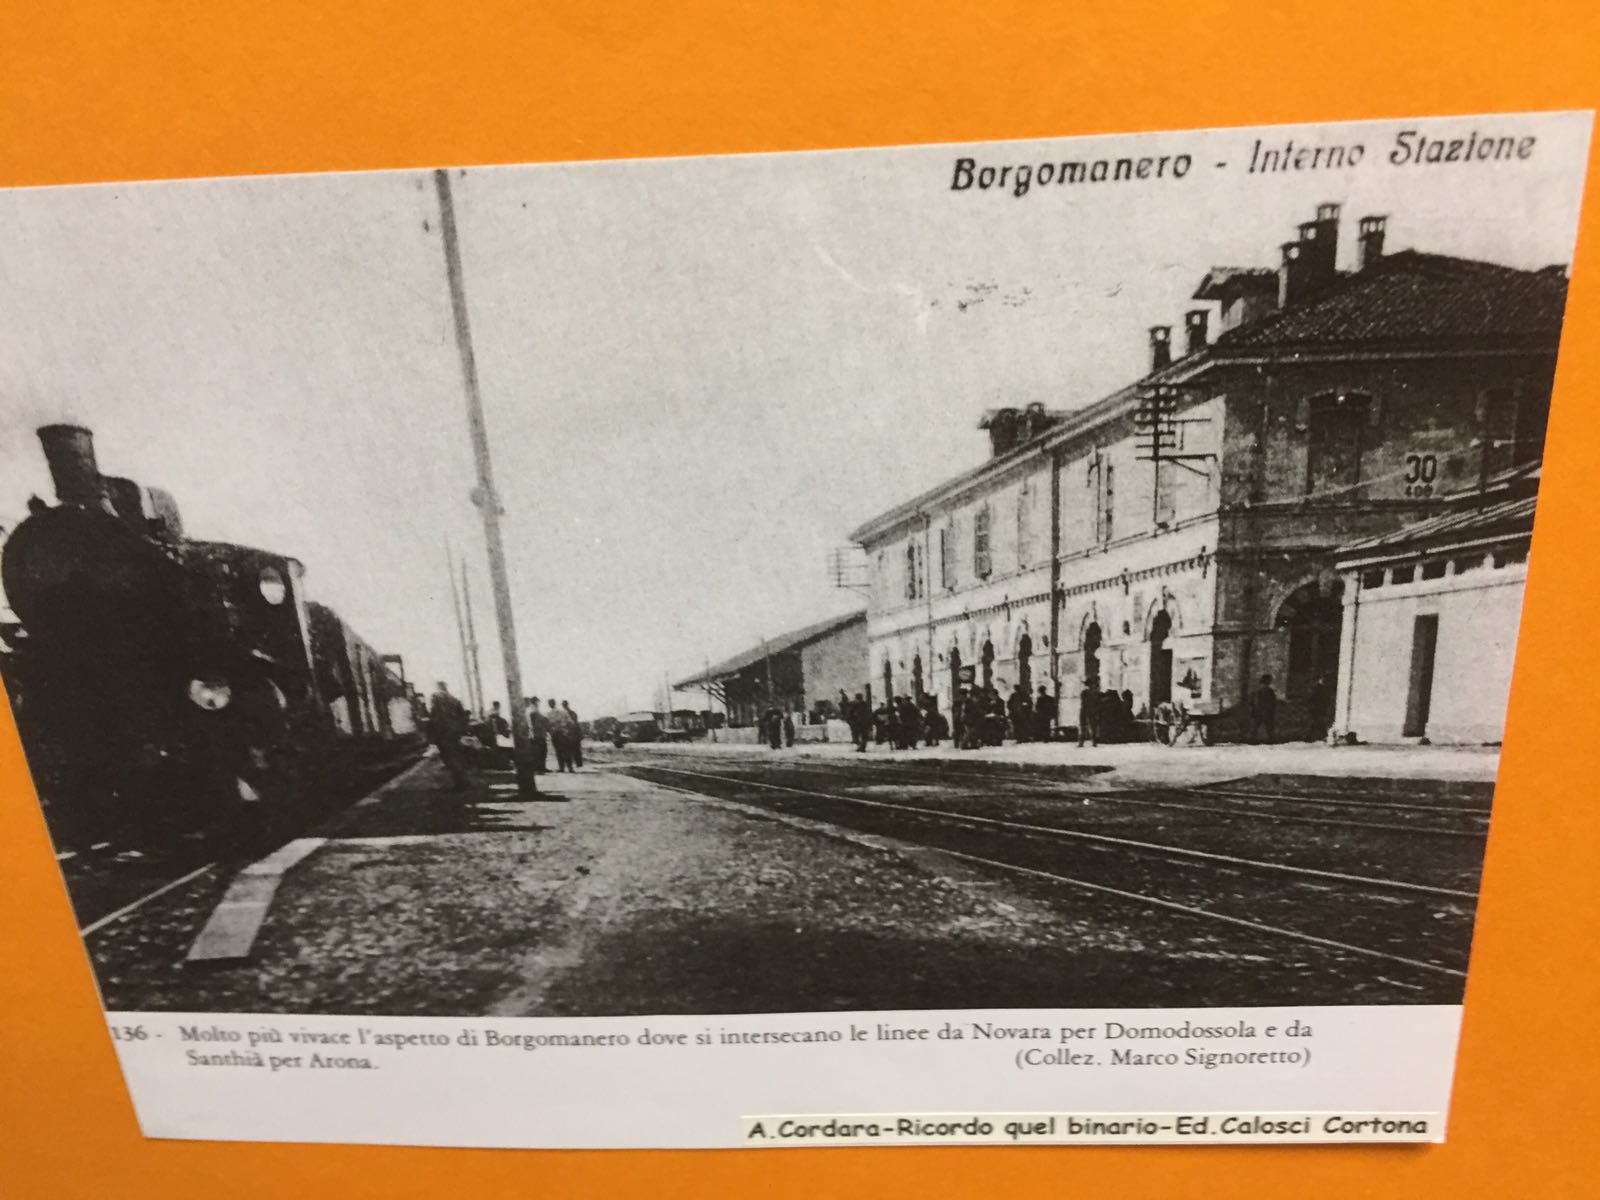 Borgomanero - Interno Stazione
30
400
136 - Molto più vivace l'aspetto di Borgomanero dove si intersecano le linee da Novara per Domodossola e da
Santhià per Arona. (Collez. Marco Signoretto)
A.Cordara-Ricordo quel binario-Ed.Calosci Cortona